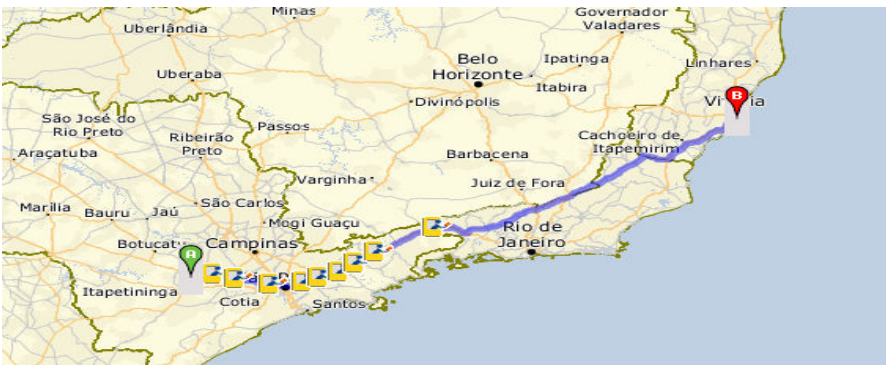 Minas
Governador
Valadares
Uberlândia
Belo
Horizonte
Ipatinga
Linhares
Uberaba
Itabira
Divinópolis
B
São José do
Rio Preto
Passos
Ribeirão
Preto
Cachoeiro de
Itapemirim
Araçatuba
Barbacena
Varginha
Juiz de Fora
Marília
Bauru
Jaú
São Carlos
Mogi Guaçu
Rio de
Janeiro
Campinas
A
Itapetininga
Cotia
Santos